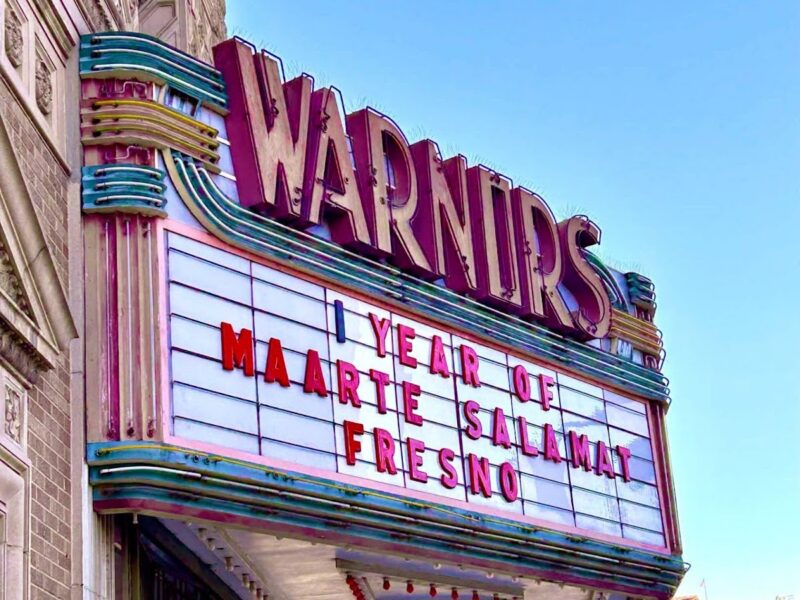 WARNORS
1 YEAR OF
MAARTE SALAMAT
FRESNO